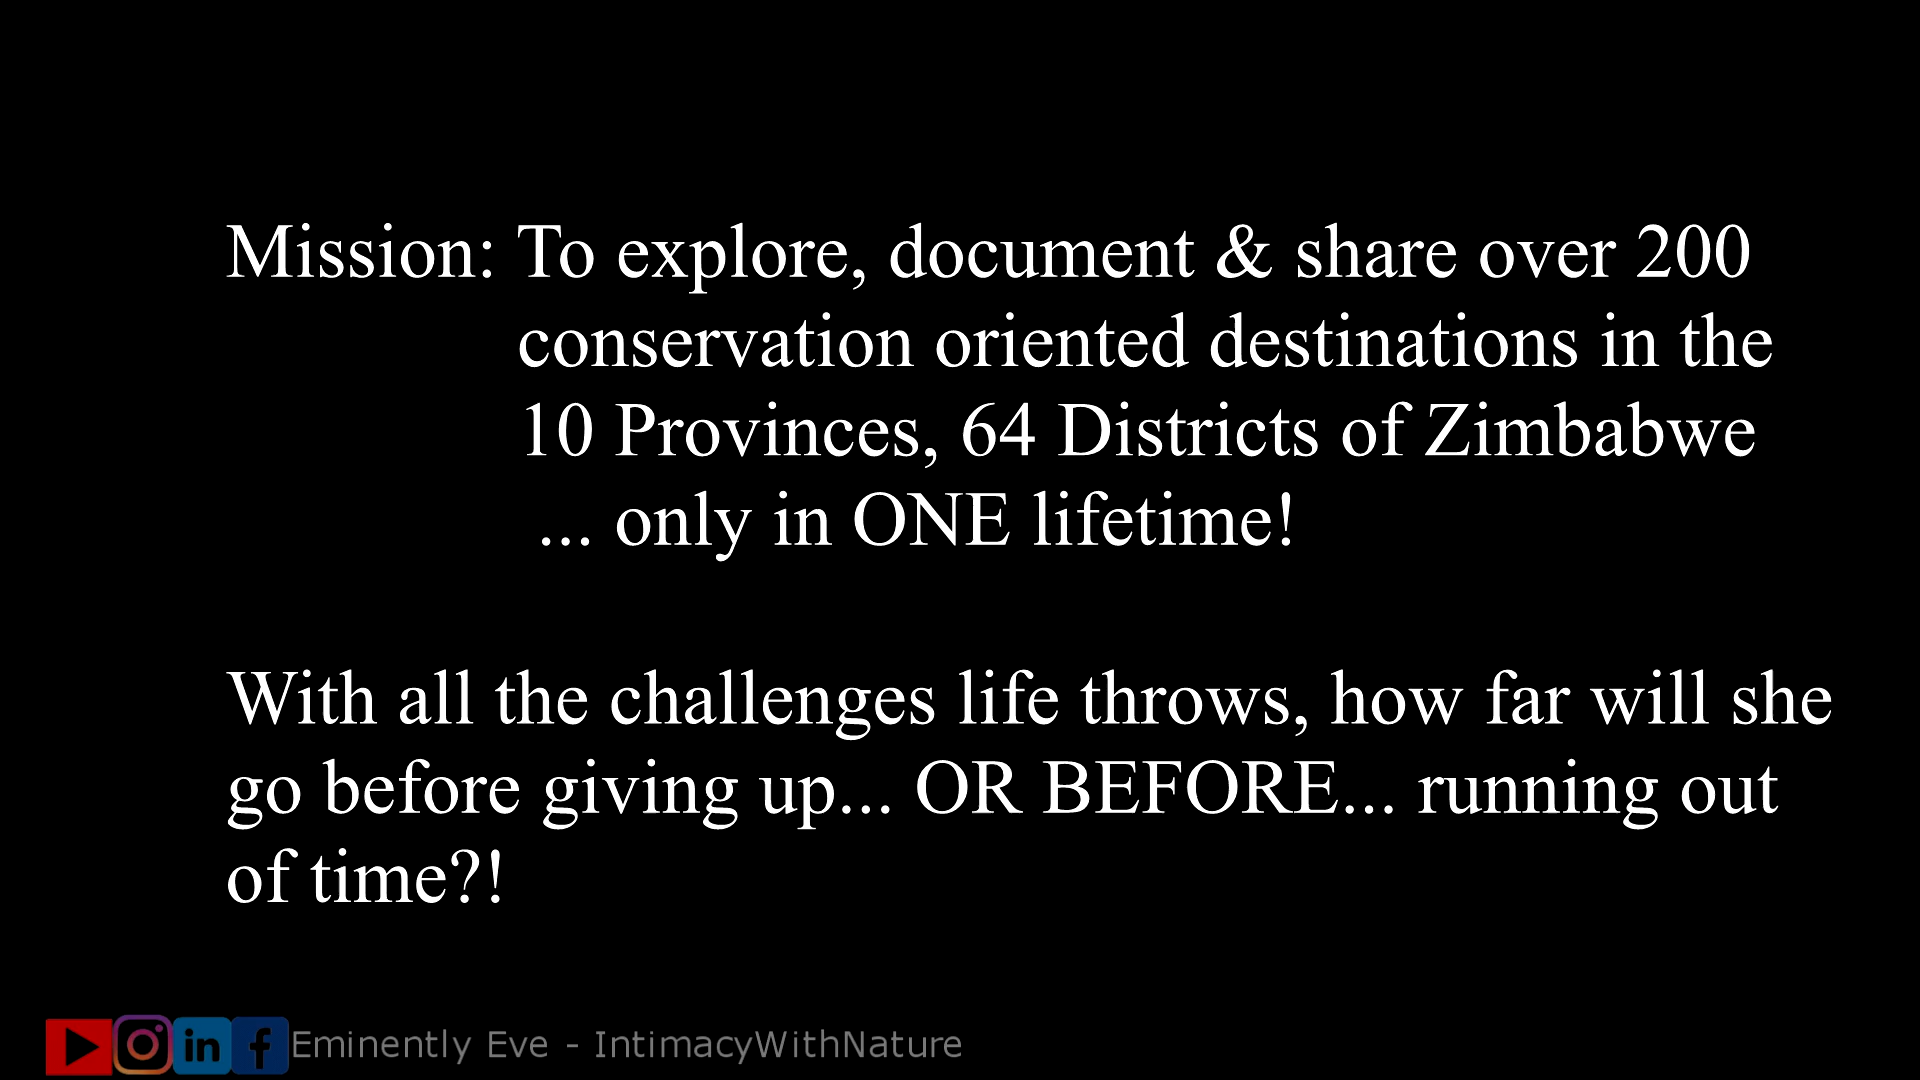 Mission: To explore, document & share over 200
conservation oriented destinations in the
10 Provinces, 64 Districts of Zimbabwe
... only in ONE lifetime!
With all the challenges life throws, how far will she
go before giving up... OR BEFORE... running out
of time?!
in f Eminently Eve - IntimacyWithNature